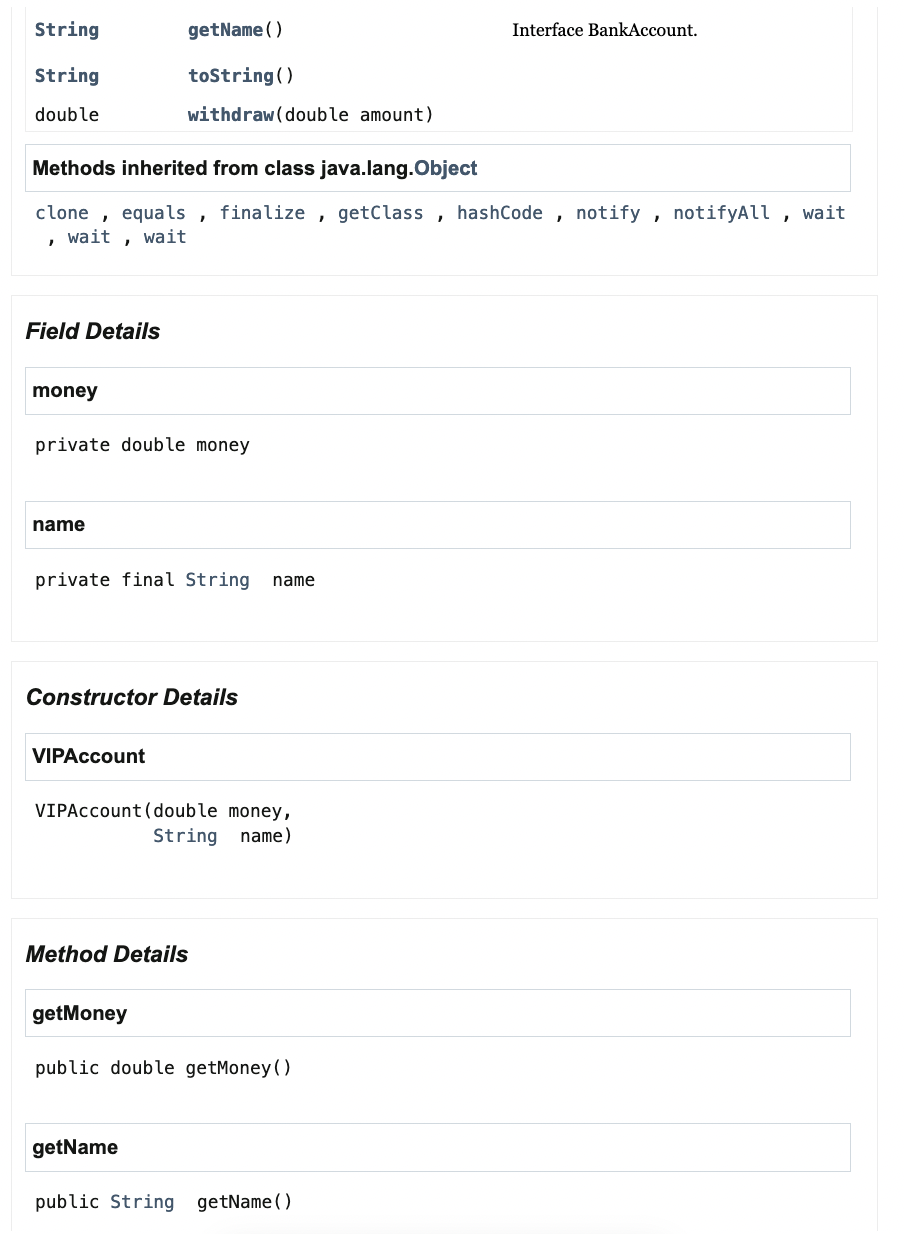 String getName() Interface BankAccount.
String toString()
double withdraw(double amount)
Methods inherited from class java.lang.Object
clone , equals , finalize , getClass , hashCode , notify , notifyAll , wait
, wait , wait
Field Details
money
private double money
name
private final String name
Constructor Details
VIPAccount
VIPAccount(double money,
String name)
Method Details
getMoney
public double getMoney()
getName
public String getName()